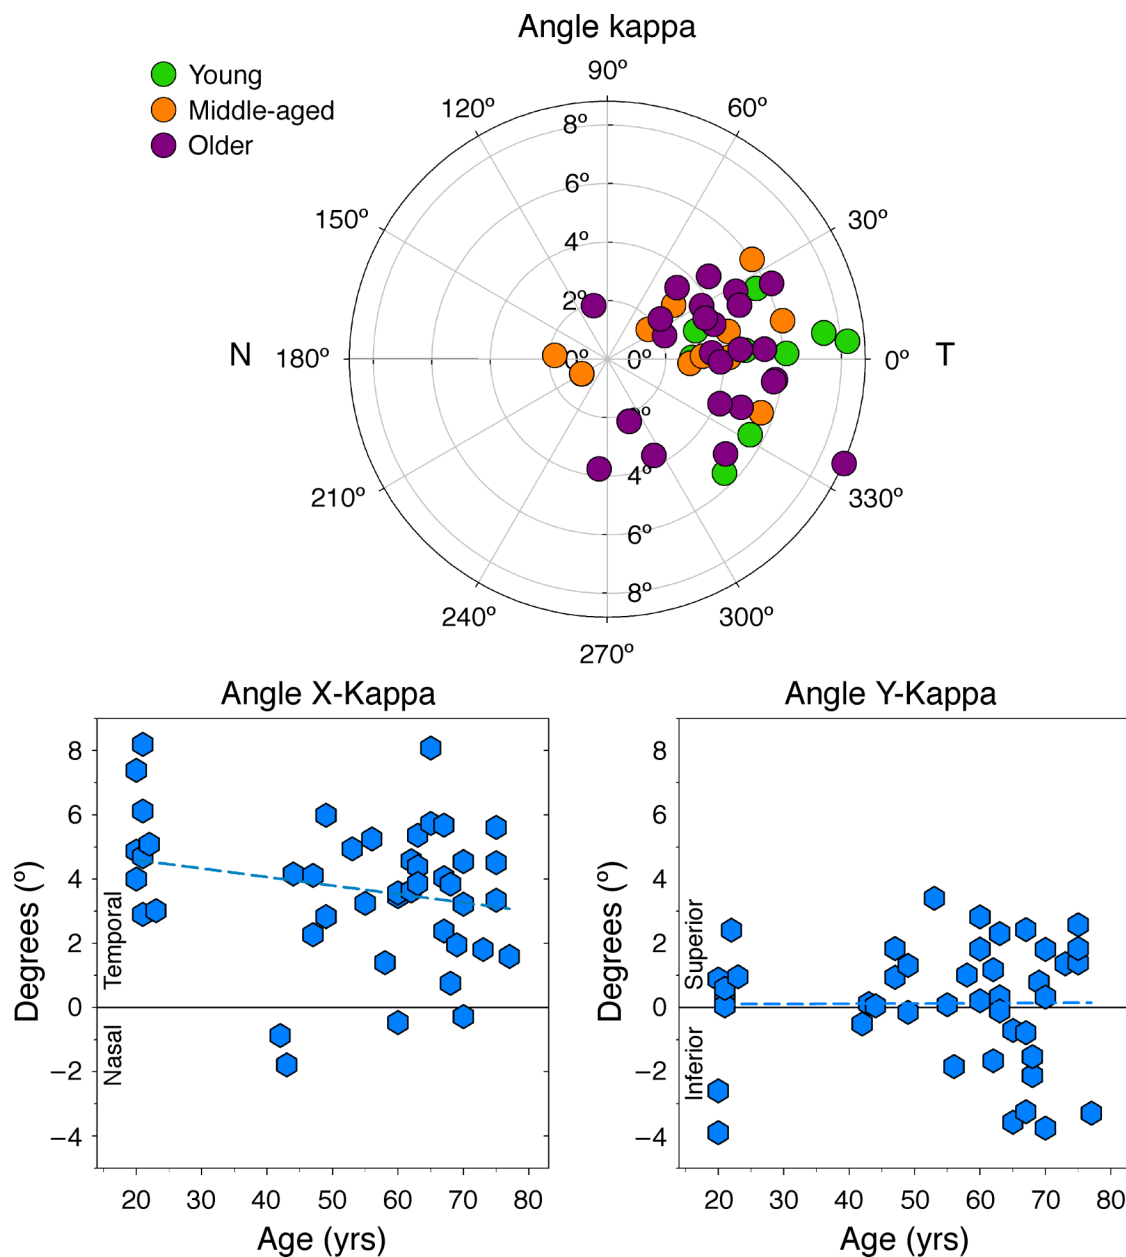 Angle kappa
Young
Middle-aged
Older
90º
120º
60º
8º
6º
150º
30º
4º
2º
N 180º
0º
0º
0º T
4º
210º
330º
6º
8º
240º
300º
270º
Angle X-Kappa
8
6
4
2
0
−2
−4
Degrees (º)
Temporal
Nasal
20 30 40 50 60 70 80
Age (yrs)
Angle Y-Kappa
8
6
4
2
0
−2
−4
Degrees (º)
Superior
Inferior
20 30 40 50 60 70 80
Age (yrs)